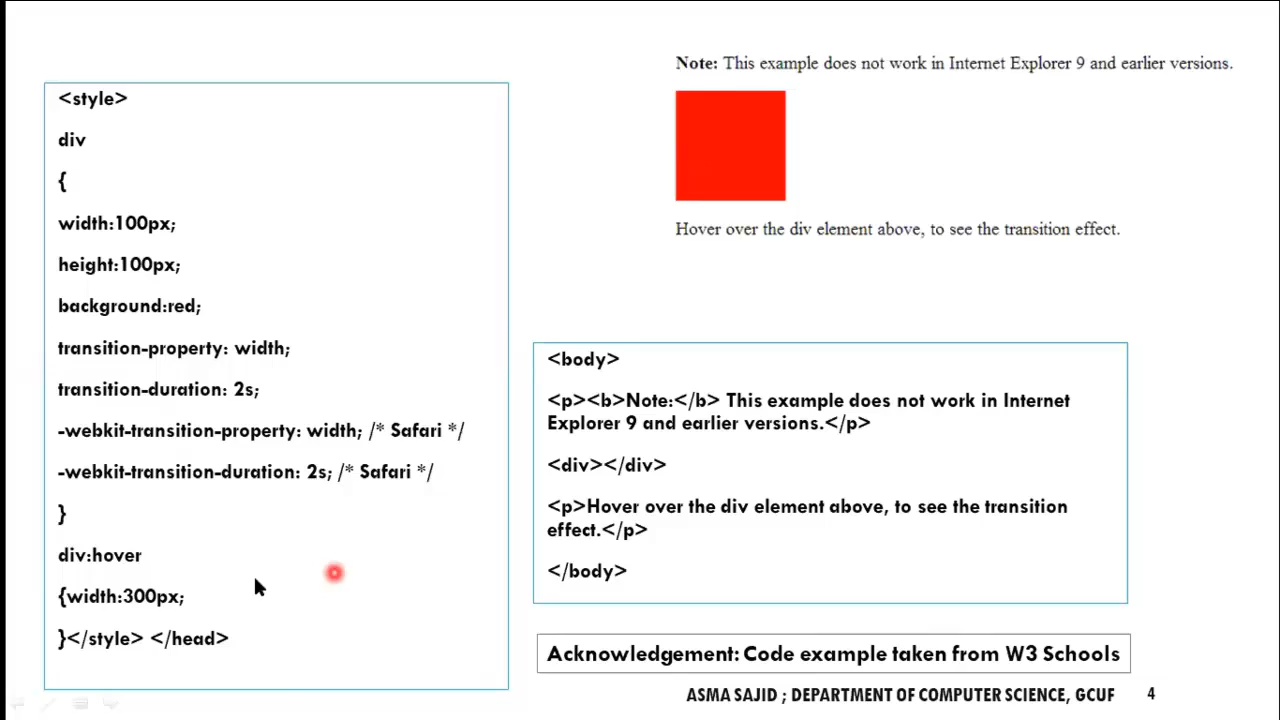 <style>
div
{
width:100px;
height:100px;
background:red;
transition-property: width;
transition-duration: 2s;
-webkit-transition-property: width; /* Safari */
-webkit-transition-duration: 2s; /* Safari */
}
div:hover
{width:300px;
}</style> </head>
Note: This example does not work in Internet Explorer 9 and earlier versions.
Hover over the div element above, to see the transition effect.
<body>
<p><b>Note:</b> This example does not work in Internet
Explorer 9 and earlier versions.</p>
<div></div>
<p>Hover over the div element above, to see the transition
effect.</p>
</body>
Acknowledgement: Code example taken from W3 Schools
ASMA SAJID ; DEPARTMENT OF COMPUTER SCIENCE, GCUF 4